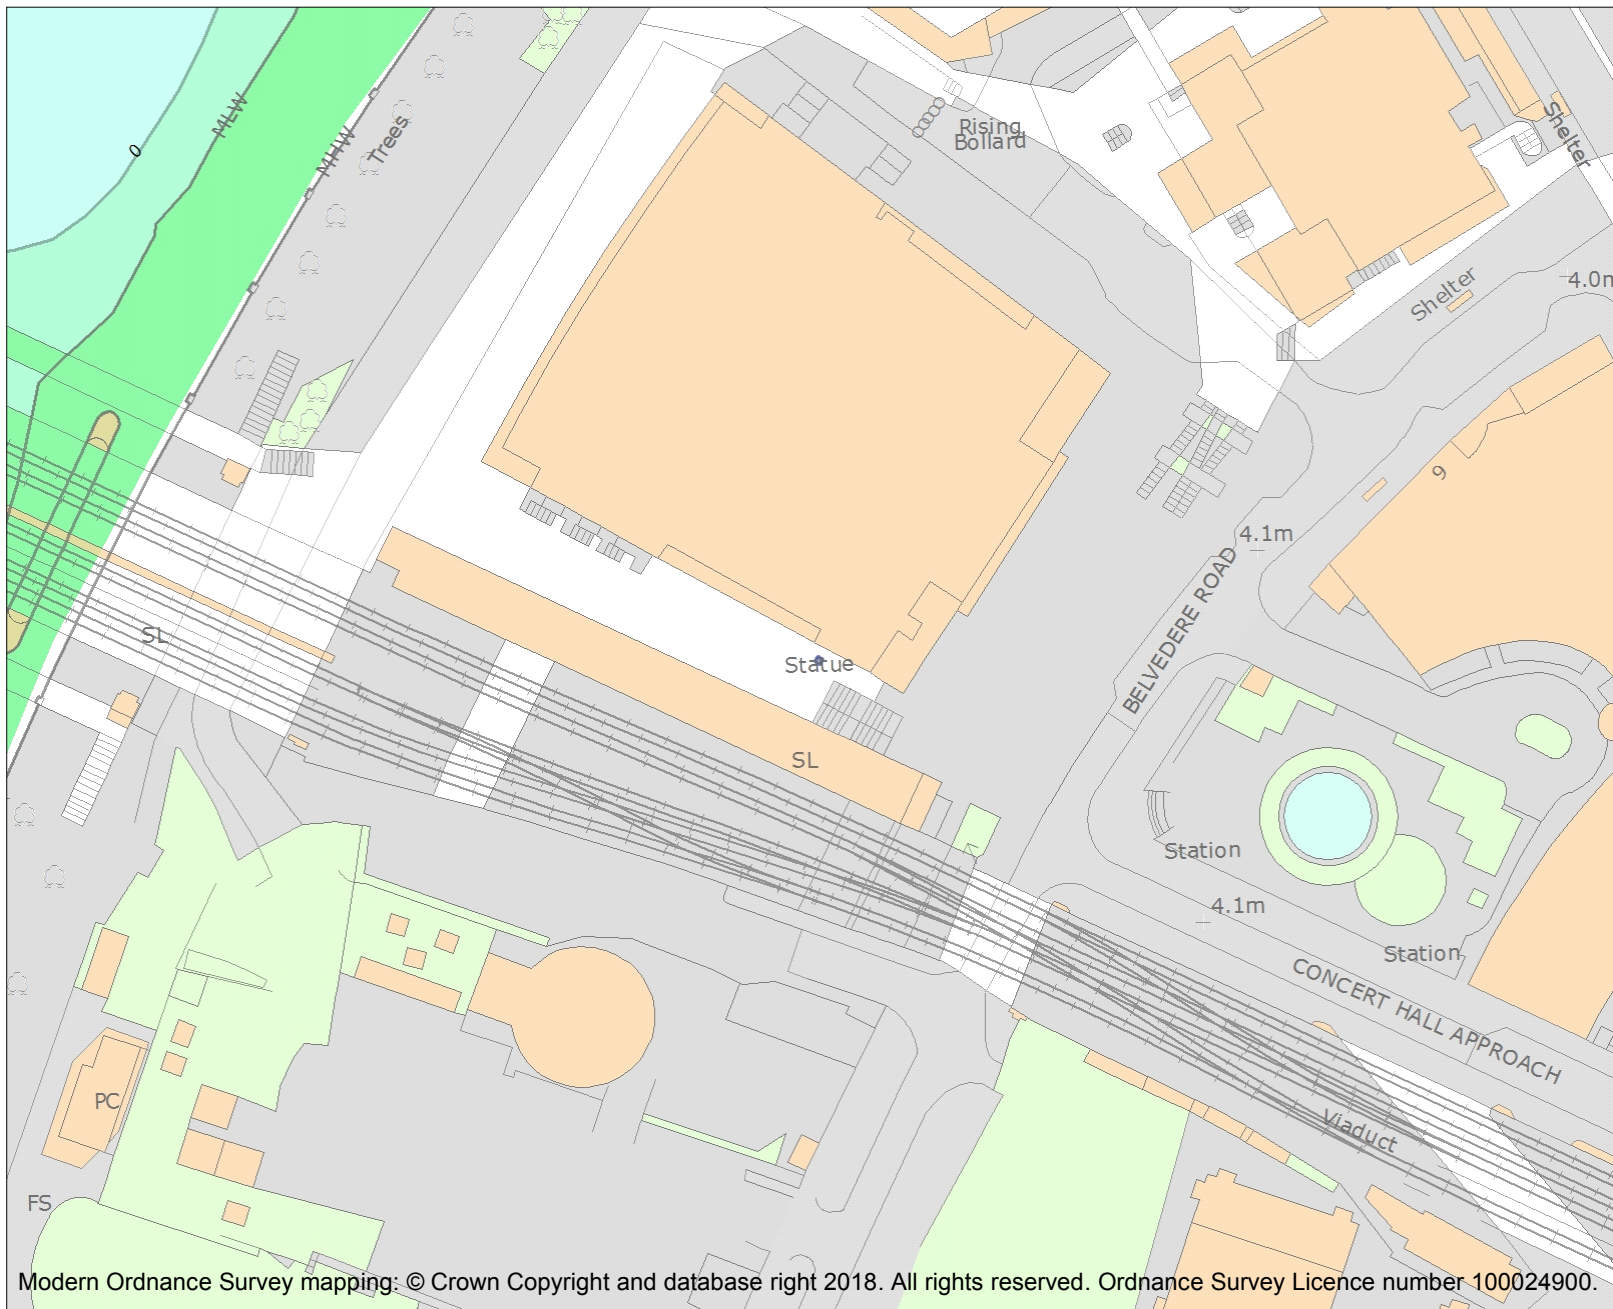 MLW
0
MHW
Trees
Rising
Bollard
Shelter
Shelter
4.0m
9
4.1m
BELVEDERE ROAD
SL
Statue
SL
Station
4.1m
Station
CONCERT HALL APPROACH
Viaduct
PC
FS
Modern Ordnance Survey mapping: © Crown Copyright and database right 2018. All rights reserved. Ordnance Survey Licence number 100024900.